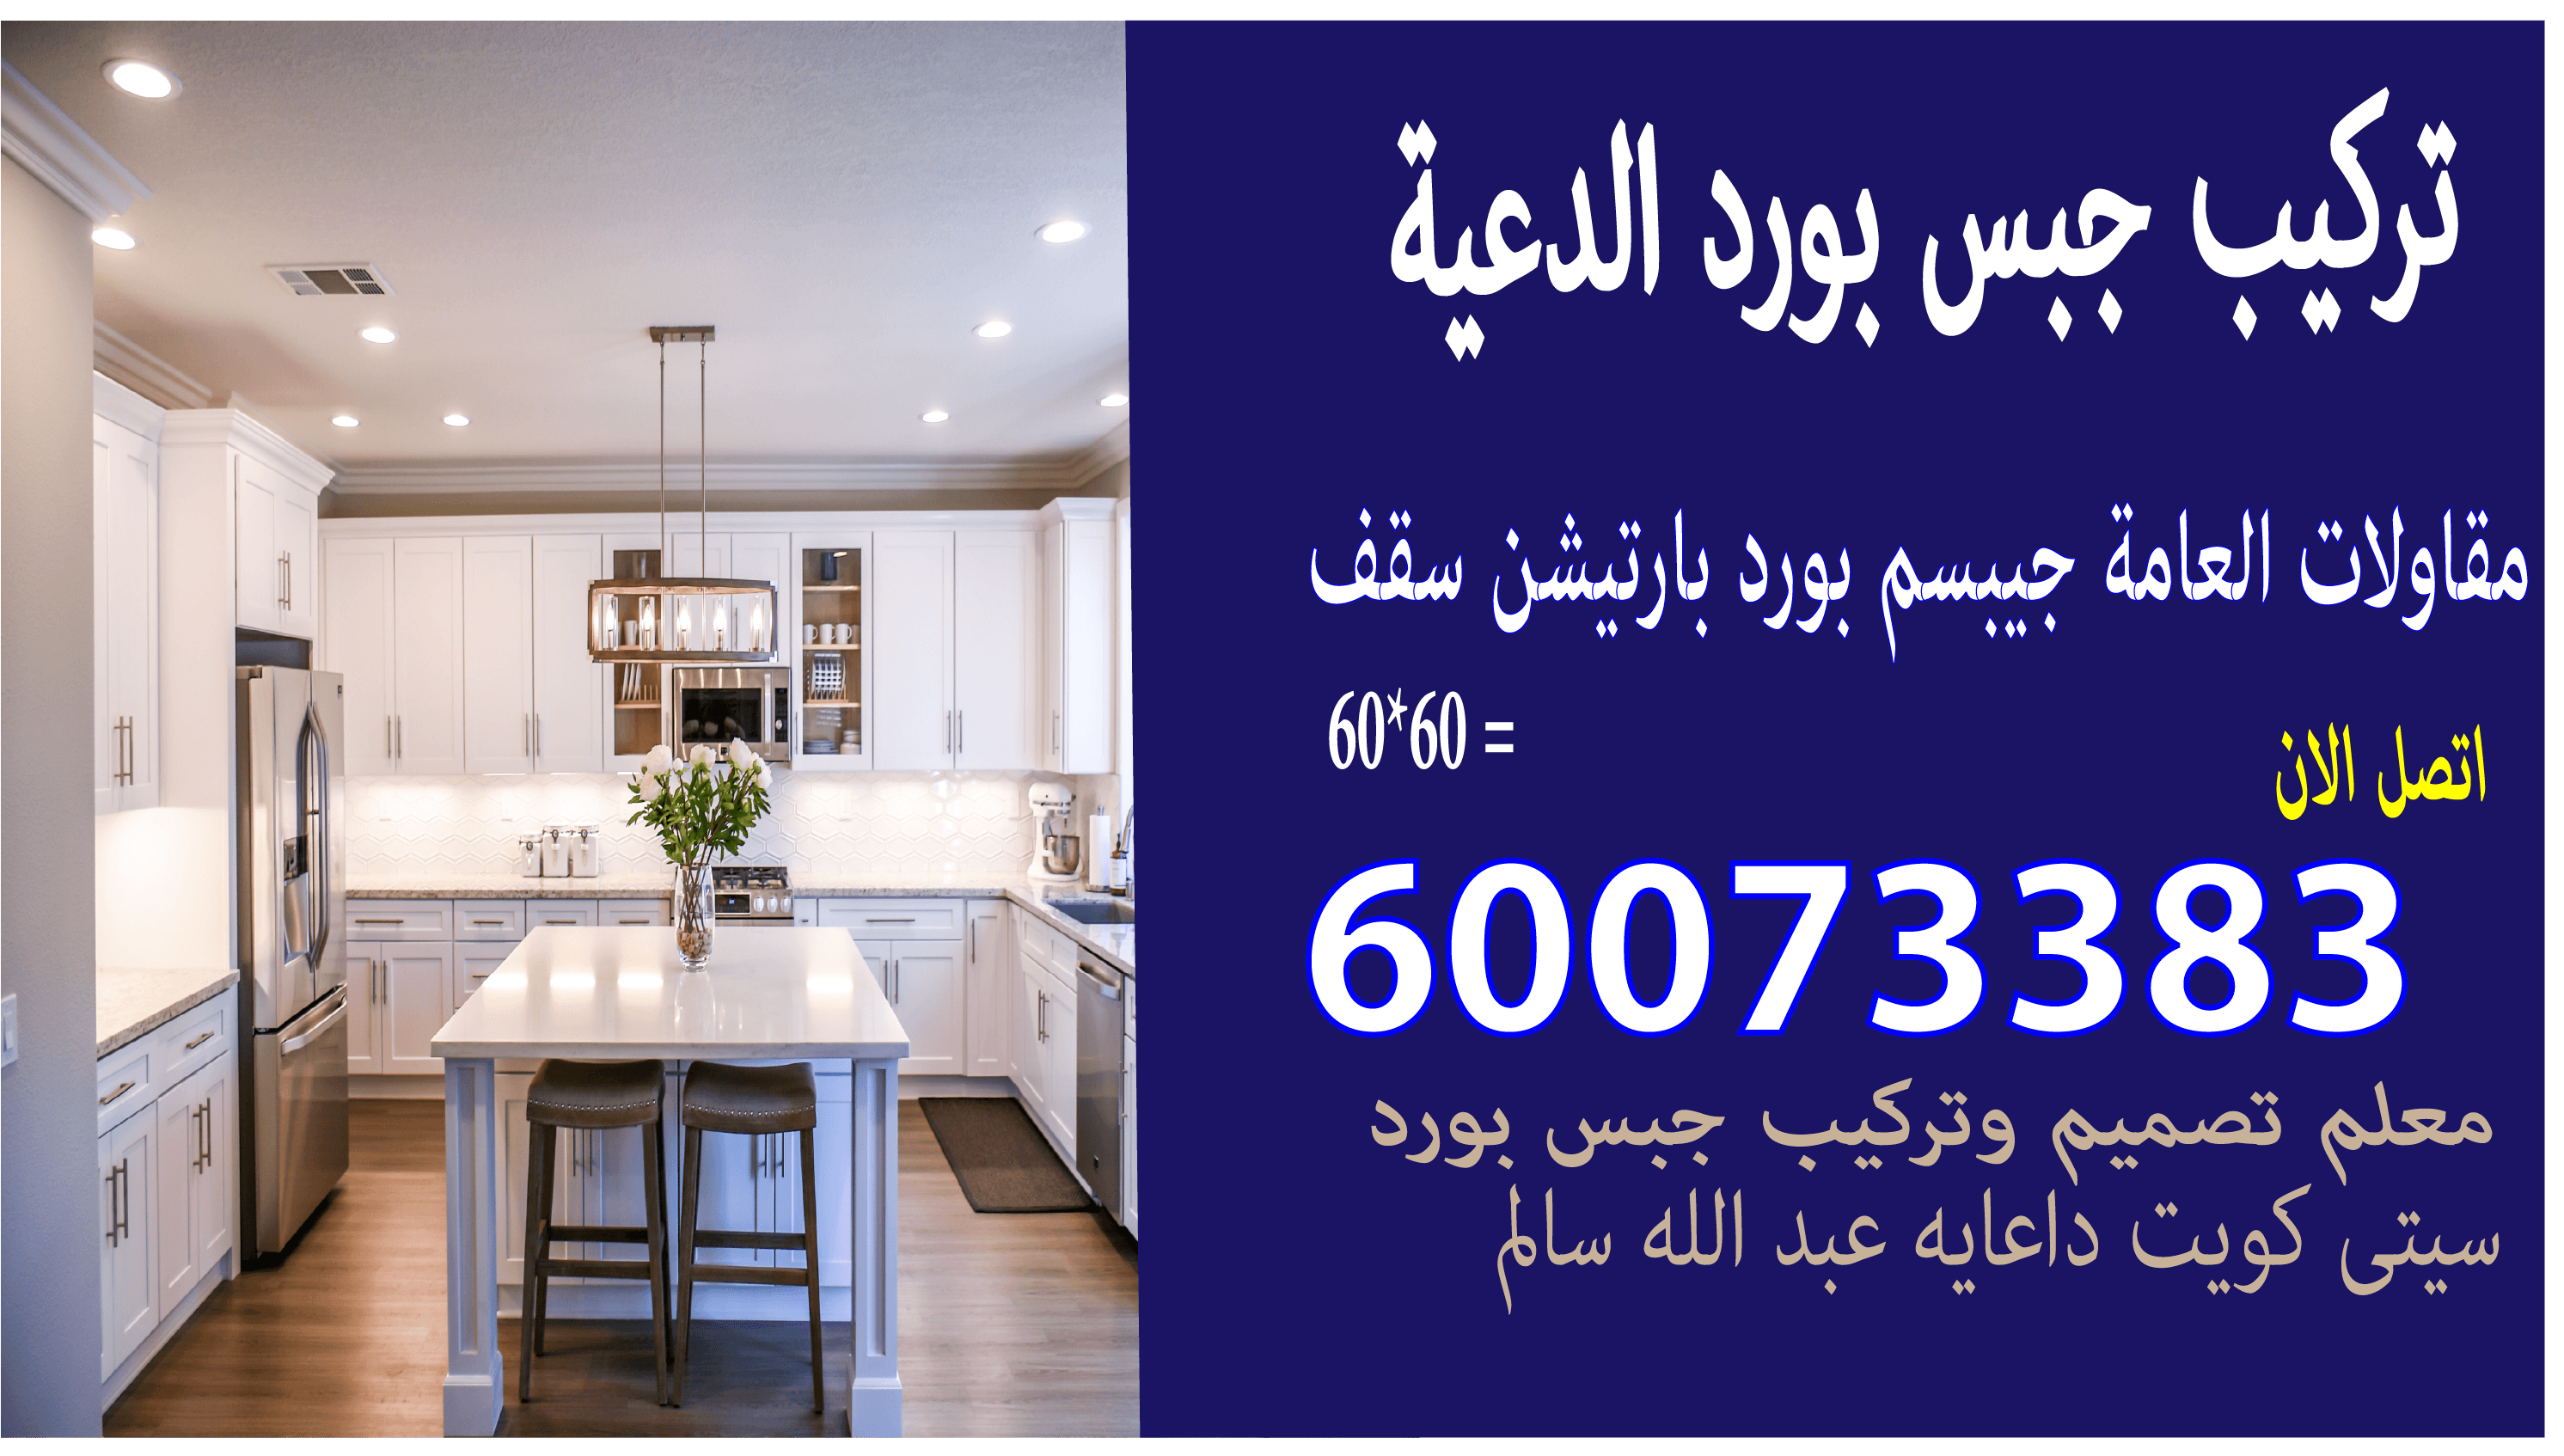 تركيب جبس بورد الدعية
مقاولات العامة جيبسم بورد بارتيشن سقف
60*60 =
اتصل الان
60073383
معلم تصميم وتركيب جبس بورد
سيتى كويت داعايه عبد الله سالم